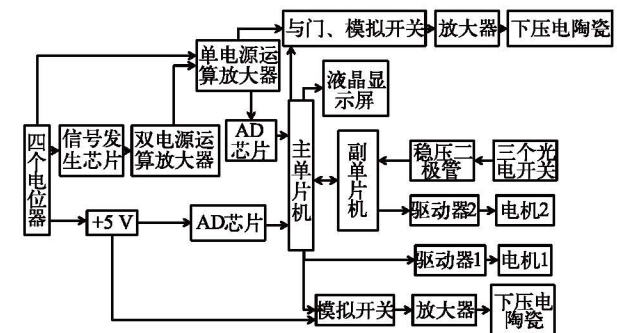 与门、模拟开关
放大器
下压电陶瓷
单电源运
算放大器
液晶显
示屏
四个电位器
信号发
生芯片
双电源运
算放大器
AD
芯片
主单片机
副单片机
稳压二
极管
三个光
电开关
驱动器2
电机2
+5 V
AD芯片
驱动器1
电机1
模拟开关
放大器
下压电
陶瓷